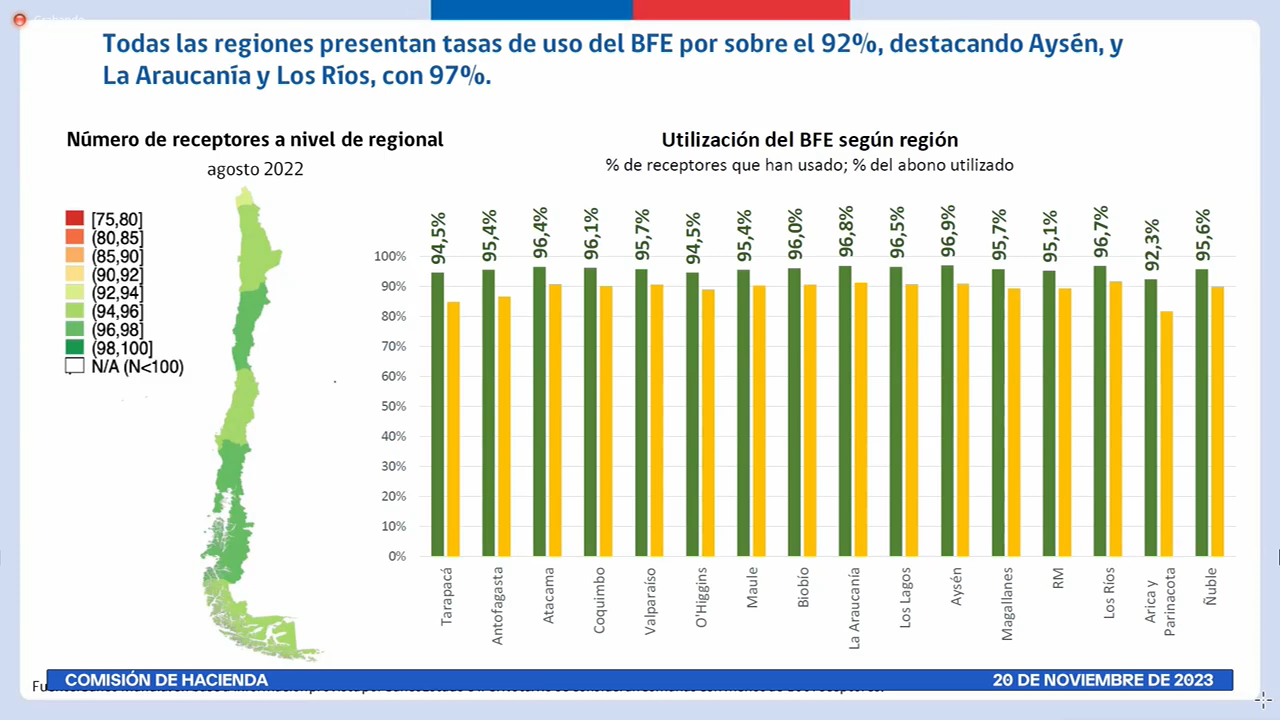 Grabando
Todas las regiones presentan tasas de uso del BFE por sobre el 92%, destacando Aysén, y
La Araucanía y Los Ríos, con 97%.
Número de receptores a nivel de regional
agosto 2022
[75,80]
(80,85]
(85,90]
(90,92]
(92,94]
(94,96]
(96,98]
(98,100]
N/A (N<100)
Utilización del BFE según región
% de receptores que han usado; % del abono utilizado
94,5%
95,4%
96,4%
96,1%
95,7%
94,5%
95,4%
96,0%
96,8%
96,5%
96,9%
95,7%
95,1%
96,7%
92,3%
95,6%
100%
90%
80%
70%
60%
50%
40%
30%
20%
10%
0%
Tarapacá
Antofagasta
Atacama
Coquimbo
Valparaíso
O'Higgins
Maule
Biobío
La Araucanía
Los Lagos
Aysén
Magallanes
RM
Los Ríos
Arica y
Parinacota
Ñuble
COMISIÓN DE HACIENDA
20 DE NOVIEMBRE DE 2023